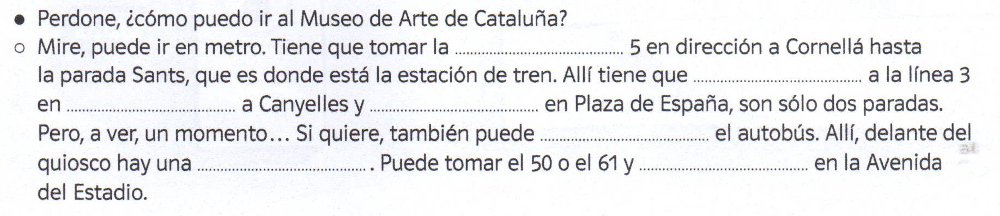 ● Perdone, ¿cómo puedo ir al Museo de Arte de Cataluña?
○ Mire, puede ir en metro. Tiene que tomar la .................... 5 en dirección a Cornellá hasta
la parada Sants, que es donde está la estación de tren. Allí tiene que .................... a la línea 3
en .................... a Canyelles y .................... en Plaza de España, son sólo dos paradas.
Pero, a ver, un momento... Si quiere, también puede .................... el autobús. Allí, delante del
quiosco hay una .................... . Puede tomar el 50 o el 61 y .................... en la Avenida
del Estadio.